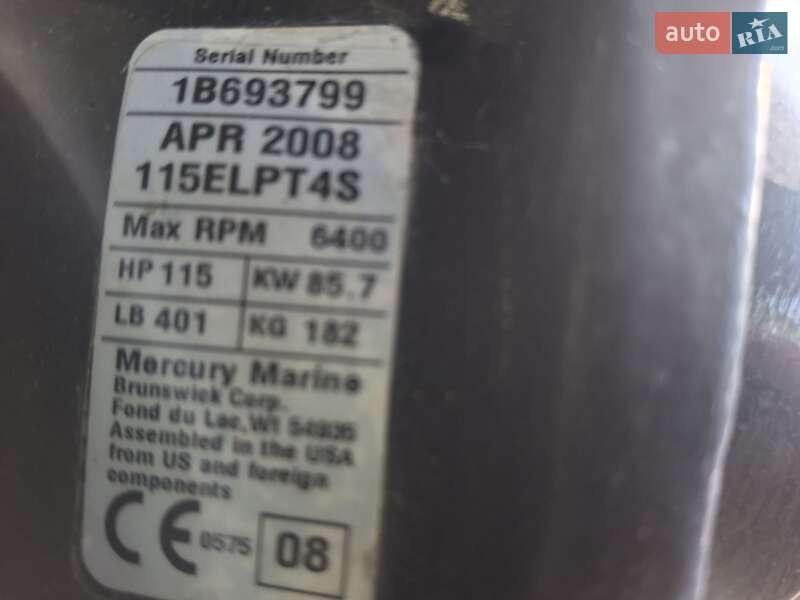 auto RIA .com
Serial Number
1B693799
APR 2008
115ELPT4S
Max RPM 6400
HP 115 KW 85.7
LB 401 KG 182
Mercury Marine
Brunswick Corp.
Fond du Lac, WI 54935
Assembled in the USA
from US and foreign
components
CE 0575 08